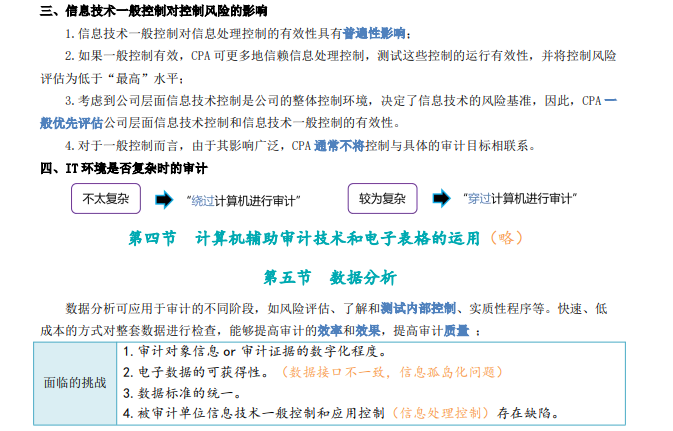 三、信息技术一般控制对控制风险的影响
1.信息技术一般控制对信息处理控制的有效性具有普遍性影响；
2.如果一般控制有效，CPA 可更多地信赖信息处理控制，测试这些控制的运行有效性，并将控制风险
评估为低于“最高”水平；
3.考虑到公司层面信息技术控制是公司的整体控制环境，决定了信息技术的风险基准，因此，CPA 一
般优先评估公司层面信息技术控制和信息技术一般控制的有效性。
4.对于一般控制而言，由于其影响广泛，CPA 通常不将控制与具体的审计目标相联系。
四、IT 环境是否复杂时的审计
不太复杂 “绕过计算机进行审计” 较为复杂 “穿过计算机进行审计”
第四节 计算机辅助审计技术和电子表格的运用（略）
第五节 数据分析
数据分析可应用于审计的不同阶段，如风险评估、了解和测试内部控制、实质性程序等。快速、低
成本的方式对整套数据进行检查，能够提高审计的效率和效果，提高审计质量 ；
面临的挑战
1.审计对象信息 or 审计证据的数字化程度。
2.电子数据的可获得性。（数据接口不一致，信息孤岛化问题）
3.数据标准的统一。
4.被审计单位信息技术一般控制和应用控制（信息处理控制）存在缺陷。